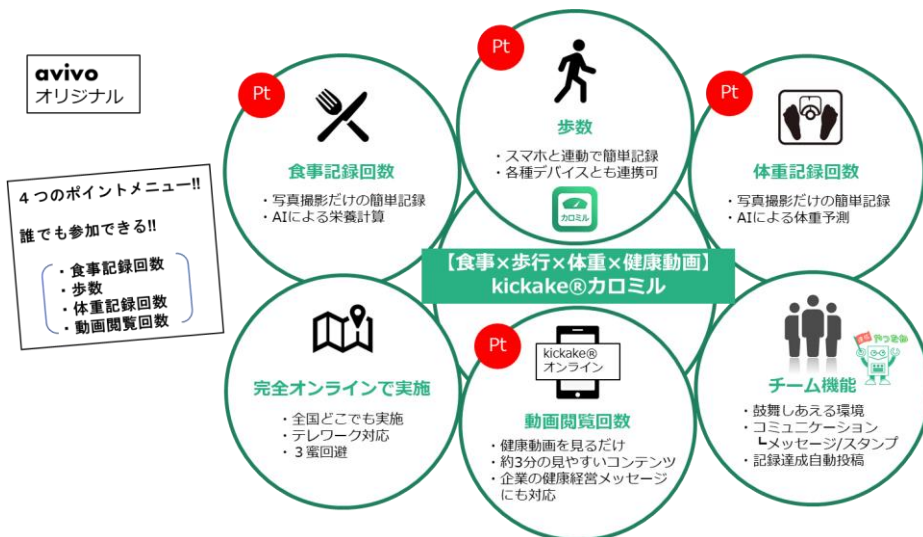 avivo
オリジナル
4つのポイントメニュー!!
誰でも参加できる!!
・食事記録回数
・歩数
・体重記録回数
・動画閲覧回数
Pt
食事記録回数
・写真撮影だけの簡単記録
・AIによる栄養計算
Pt
歩数
・スマホと連動で簡単記録
・各種デバイスとも連携可
カロミル
Pt
体重記録回数
・写真撮影だけの簡単記録
・AIによる体重予測
【食事×歩行×体重×健康動画】
kickake®カロミル
完全オンラインで実施
・全国どこでも実施
・テレワーク対応
・３蜜回避
Pt
kickake®
オンライン
動画閲覧回数
・健康動画を見るだけ
・約3分の見やすいコンテンツ
・企業の健康経営メッセージ
にも対応
やったね
チーム機能
・鼓舞しあえる環境
・コミュニケーション
┗メッセージ/スタンプ
・記録達成自動投稿